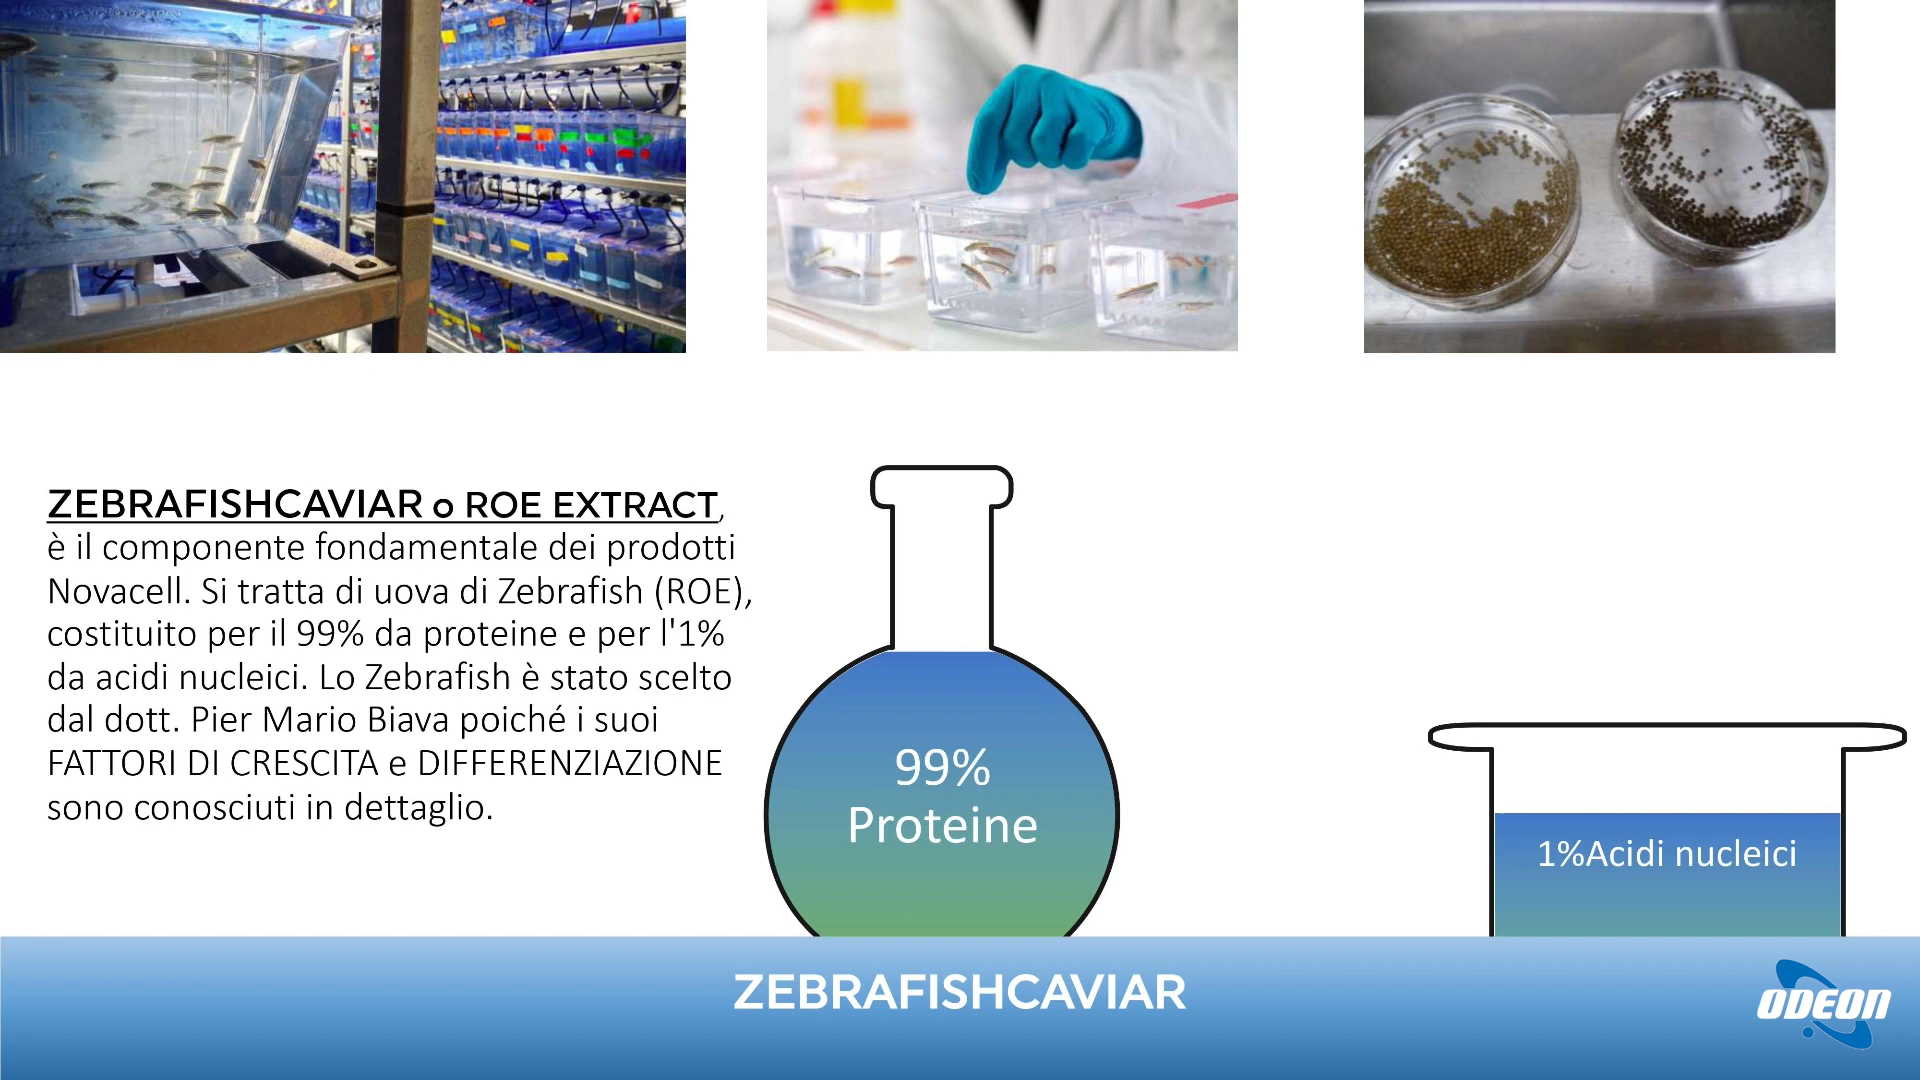 ZEBRAFISHCAVIAR o ROE EXTRACT,
è il componente fondamentale dei prodotti
Novacell. Si tratta di uova di Zebrafish (ROE),
costituito per il 99% da proteine e per l'1%
da acidi nucleici. Lo Zebrafish è stato scelto
dal dott. Pier Mario Biava poiché i suoi
FATTORI DI CRESCITA e DIFFERENZIAZIONE
sono conosciuti in dettaglio.
99%
Proteine
1%Acidi nucleici
ZEBRAFISHCAVIAR
ODEON